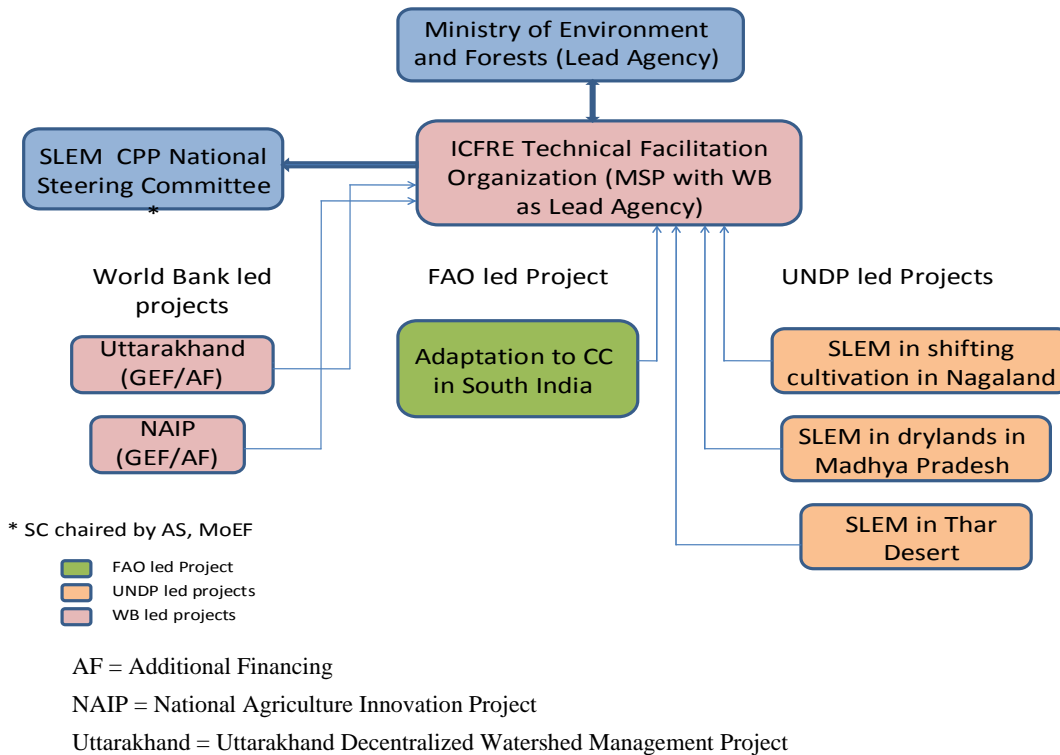 Ministry of Environment
and Forests (Lead Agency)
SLEM CPP National
Steering Committee
*
ICFRE Technical Facilitation
Organization (MSP with WB
as Lead Agency)
World Bank led
projects
FAO led Project
UNDP led Projects
Uttarakhand
(GEF/AF)
NAIP
(GEF/AF)
Adaptation to CC
in South India
SLEM in shifting
cultivation in Nagaland
SLEM in drylands in
Madhya Pradesh
SLEM in Thar
Desert
* SC chaired by AS, MoEF
FAO led Project
UNDP led projects
WB led projects
AF = Additional Financing
NAIP = National Agriculture Innovation Project
Uttarakhand = Uttarakhand Decentralized Watershed Management Project